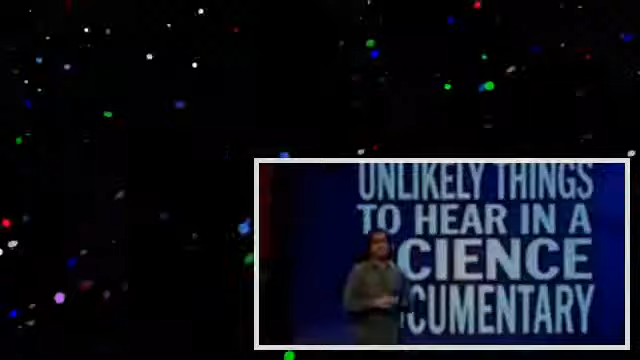 UNLIKELY THINGS
TO HEAR IN A
CIENCE
CUMENTARY